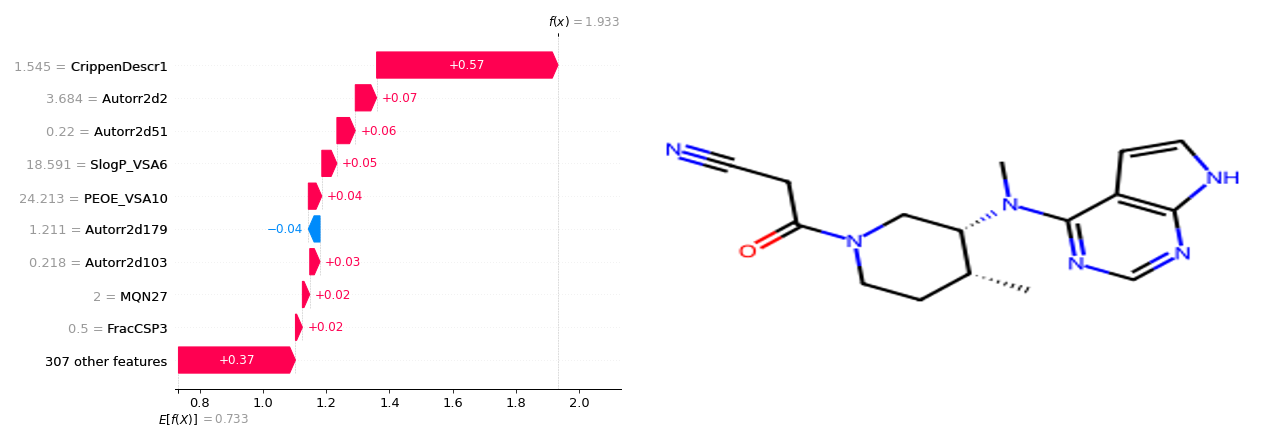 f(x) = 1.933
1.545 = CrippenDescr1
+0.57
3.684 = Autorr2d2
+0.07
0.22 = Autorr2d51
+0.06
18.591 = SlogP_VSA6
+0.05
24.213 = PEOE_VSA10
+0.04
1.211 = Autorr2d179
−0.04
0.218 = Autorr2d103
+0.03
2 = MQN27
+0.02
0.5 = FracCSP3
+0.02
307 other features
+0.37
0.8 1.0 1.2 1.4 1.6 1.8 2.0
E[f(X)] = 0.733
N
O
N
N
N
N
NH